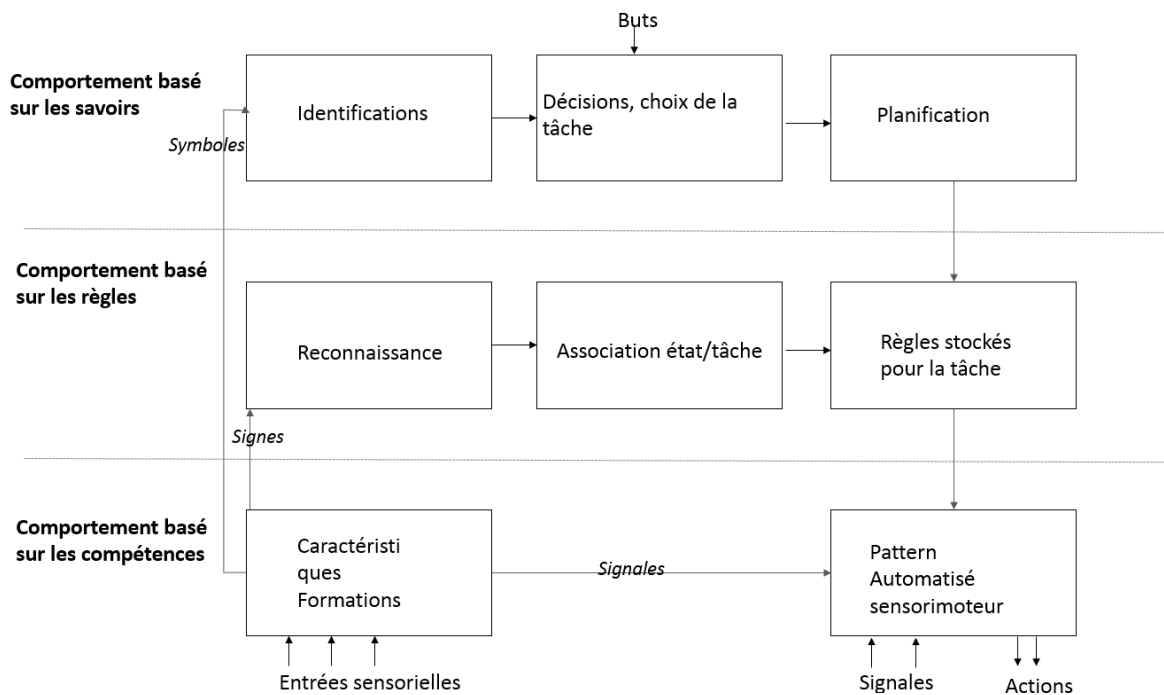 Buts
Comportement basé
sur les savoirs
Identifications
Décisions, choix de la
tâche
Planification
Symboles
Comportement basé
sur les règles
Reconnaissance
Association état/tâche
Règles stockés
pour la tâche
Signes
Comportement basé
sur les compétences
Caractéristi
ques
Formations
Signales
Pattern
Automatisé
sensorimoteur
Entrées sensorielles
Signales
Actions